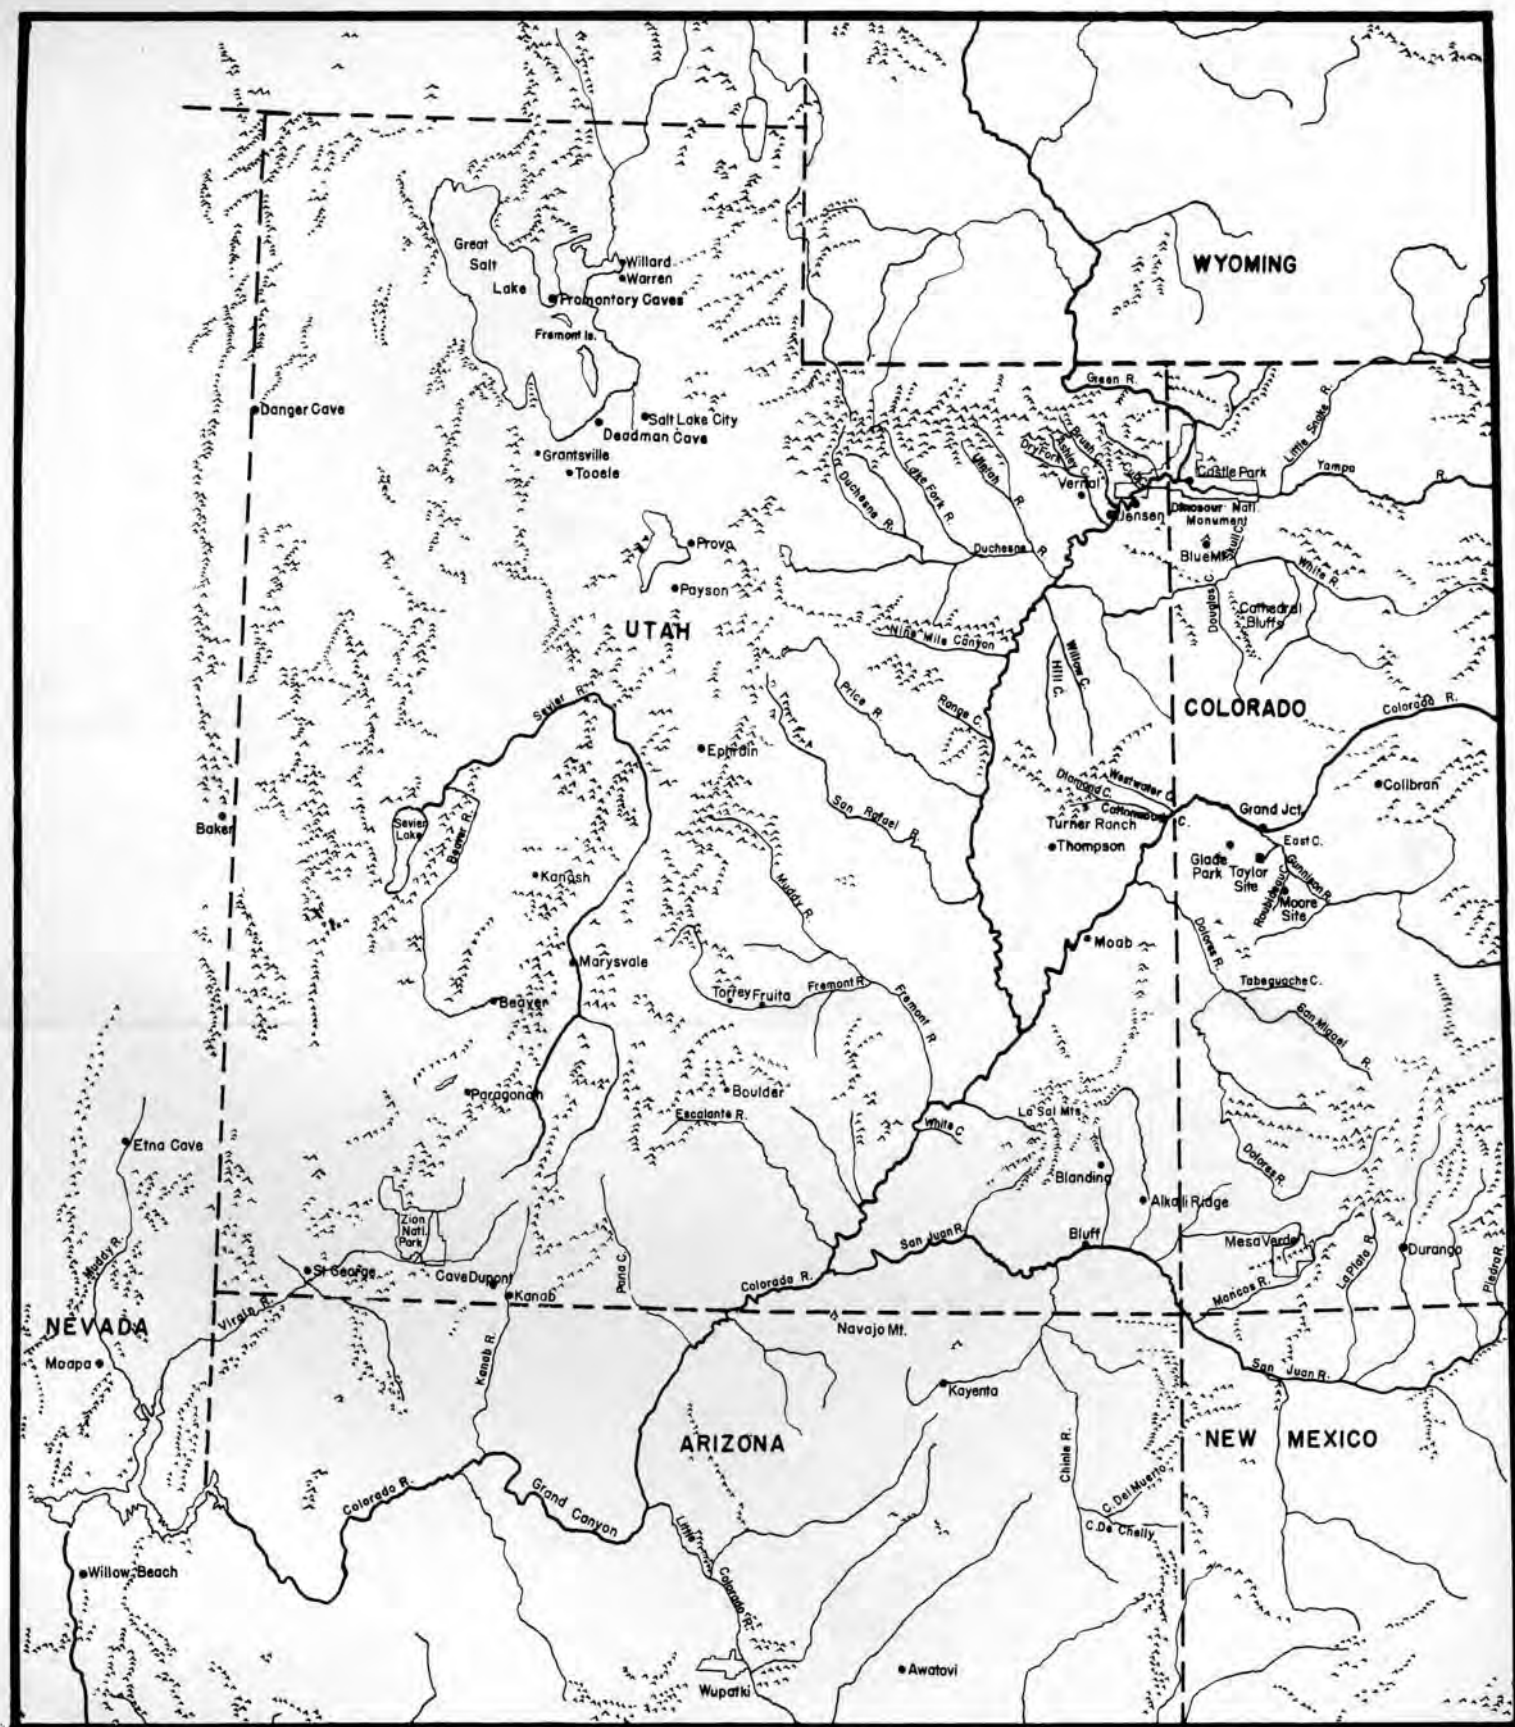 WYOMING
Great
Salt
Lake
Willard
Warren
Promontory Caves
Fremont Is.
Danger Cave
Salt Lake City
Deadman Cave
Grantsville
Tooele
Green R.
Little Snake R.
Brush C.
Ashley C.
Dry Fork
Cub C.
Vernal
Castle Park
Yampa R.
Duchesne R.
Lake Fork R.
Uintah R.
Jensen
Dinosaur Natl.
Monument
Provo
Duchesne R.
Blue Mt.
White R.
Payson
Douglas C.
Cathedral
Bluffs
UTAH
Nine Mile Canyon
Willow C.
Hill C.
Sevier R.
Price R.
Range C.
COLORADO
Colorado R.
Ephrain
Diamond C.
Westwater C.
Cottonwood C.
Collbran
Grand Jct.
San Rafael R.
Turner Ranch
Baker
Sevier
Lake
Beaver R.
Thompson
East C.
Glade
Park
Taylor
Site
Gunnison R.
Roubideau C.
Moore
Site
Kanosh
Muddy R.
Moab
Dolores R.
Marysvale
Torrey
Fruita
Fremont R.
Fremont R.
Tabeguache C.
San Migoel R.
Beaver
Paragonah
Boulder
Escalante R.
White C.
La Sal Mts.
Etna Cave
Blanding
Dolores R.
Alkali Ridge
Zion
Natl.
Park
Muddy R.
Bluff
San Juan R.
Mesa Verde
La Plata R.
Durango
Piedra R.
St George
Cave Dupont
Kanab
Paria C.
Colorado R.
Mancos R.
Virgin R.
NEVADA
Navajo Mt.
Moapa
Kanab R.
San Juan R.
Kayenta
ARIZONA
NEW MEXICO
Chinle R.
C. Del Muerto
C. De Chelly
Colorado R.
Grand Canyon
Little Colorado R.
Willow Beach
Wupatki
Awatovi